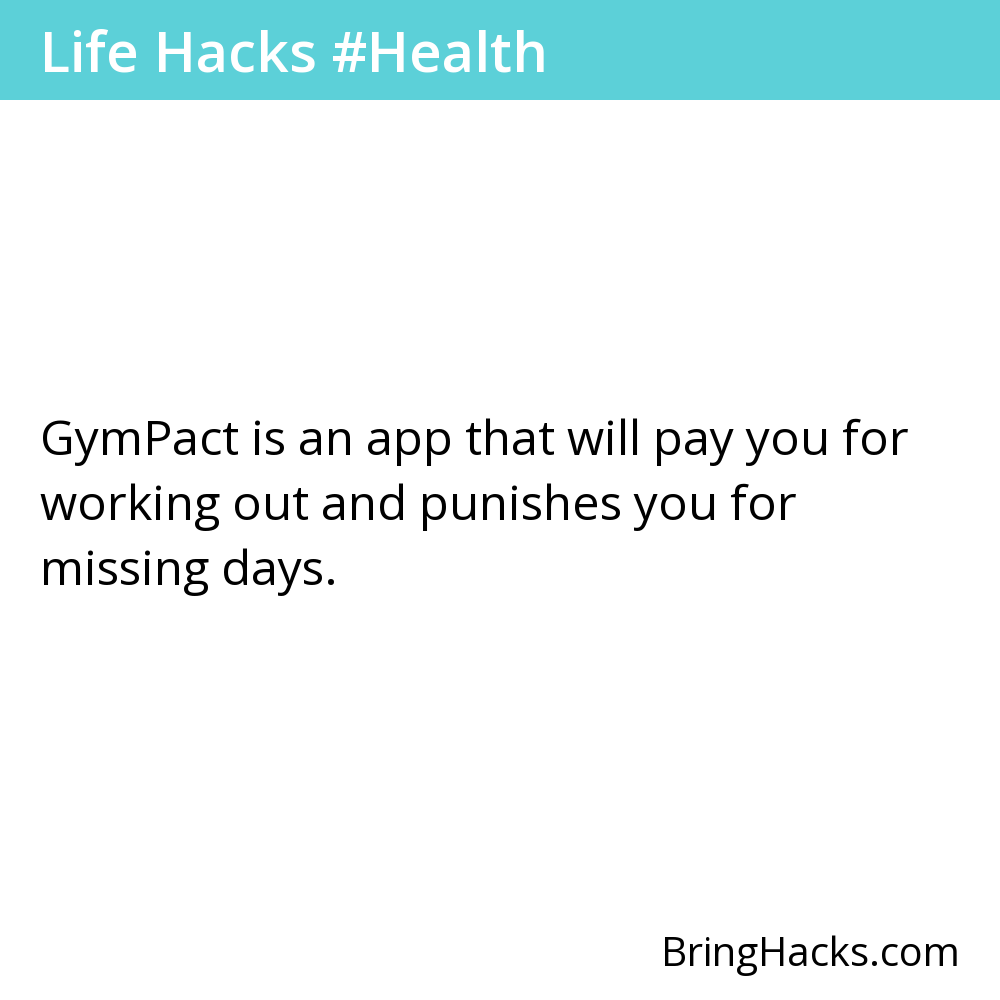 Life Hacks #Health
GymPact is an app that will pay you for
working out and punishes you for
missing days.
BringHacks.com